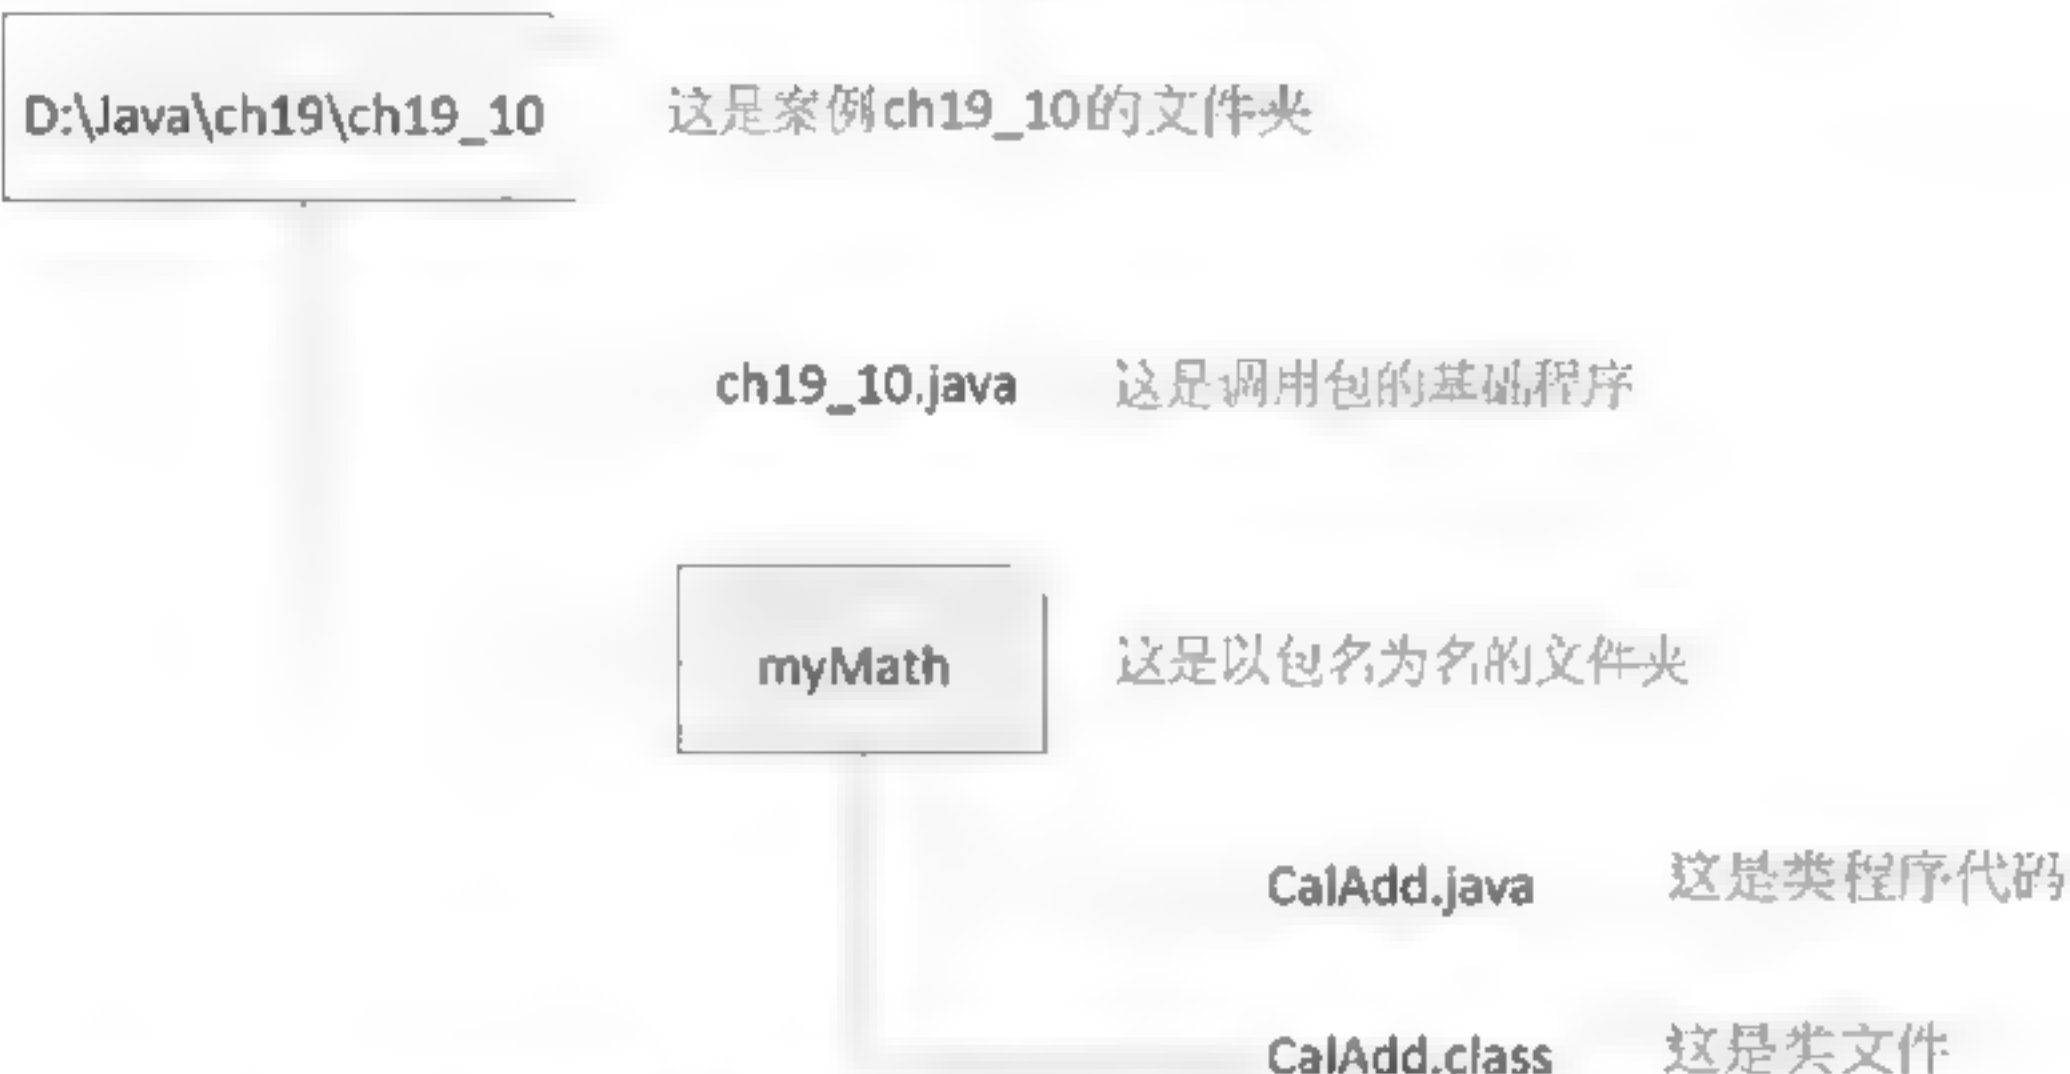 D:\Java\ch19\ch19_10 这是案例ch19_10的文件夹
ch19_10.java 这是调用包的基础程序
myMath 这是以包名为名的文件夹
CalAdd.java 这是类程序代码
CalAdd.class 这是类文件